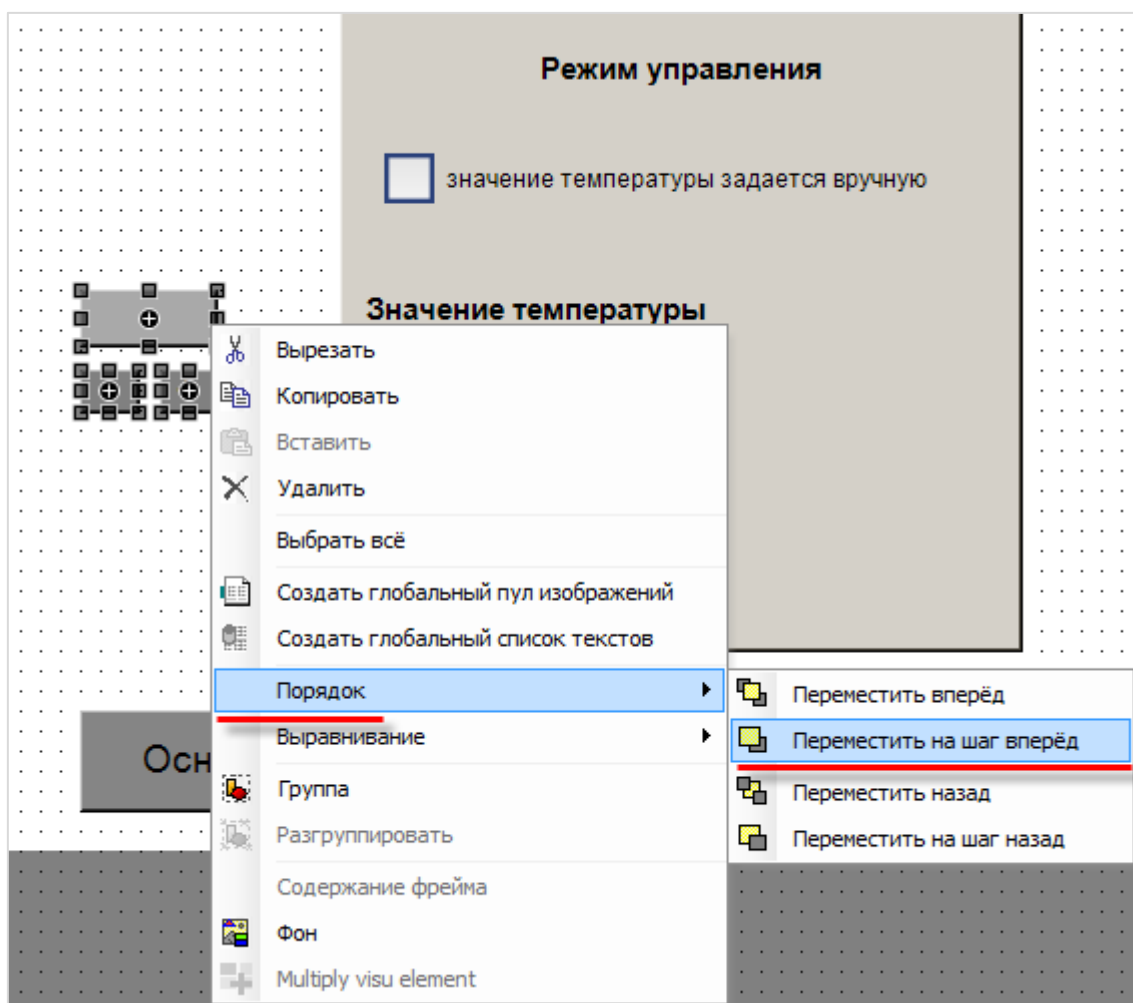 Режим управления
значение температуры задается вручную
Значение температуры
Вырезать
Копировать
Вставить
Удалить
Выбрать всё
Создать глобальный пул изображений
Создать глобальный список текстов
Порядок
Переместить вперёд
Выравнивание
Переместить на шаг вперёд
Осн
Группа
Переместить назад
Разгруппировать
Переместить на шаг назад
Содержание фрейма
Фон
Multiply visu element